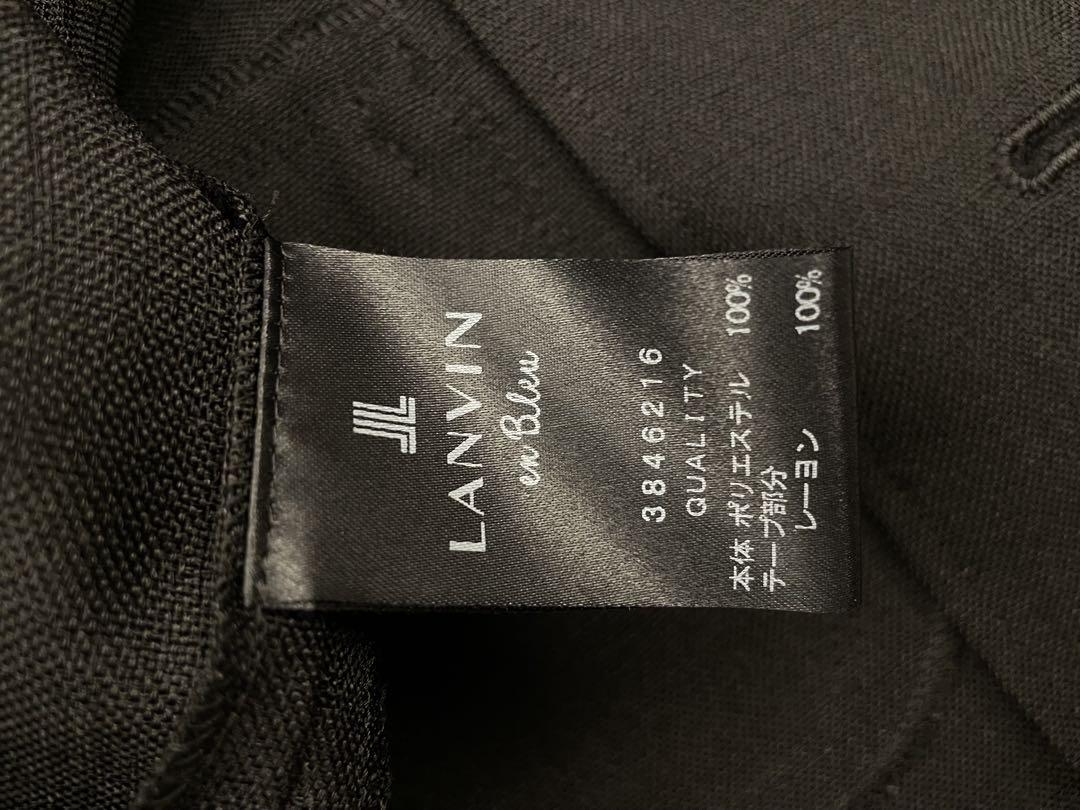 JL
LANVIN
en Bleu
3846216
QUALITY
本体 ポリエステル 100%
テープ部分
レーヨン 100%